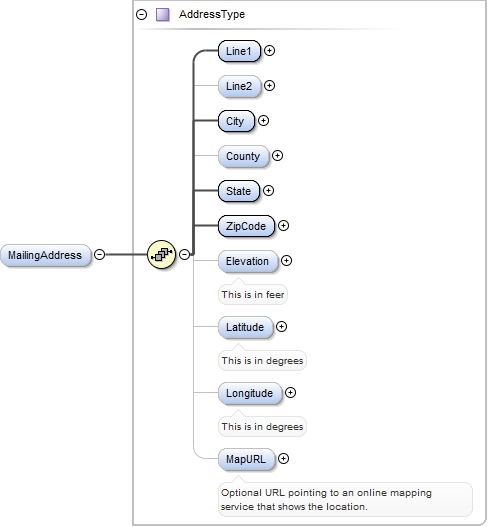 AddressType
Line1
Line2
City
County
State
ZipCode
MailingAddress
Elevation
This is in feer
Latitude
This is in degrees
Longitude
This is in degrees
MapURL
Optional URL pointing to an online mapping
service that shows the location.